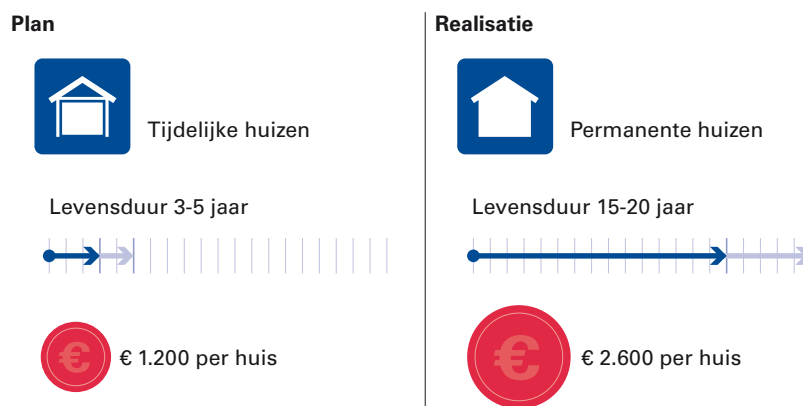 Plan
Tijdelijke huizen
Levensduur 3-5 jaar
€
€ 1.200 per huis
Realisatie
Permanente huizen
Levensduur 15-20 jaar
€
€ 2.600 per huis